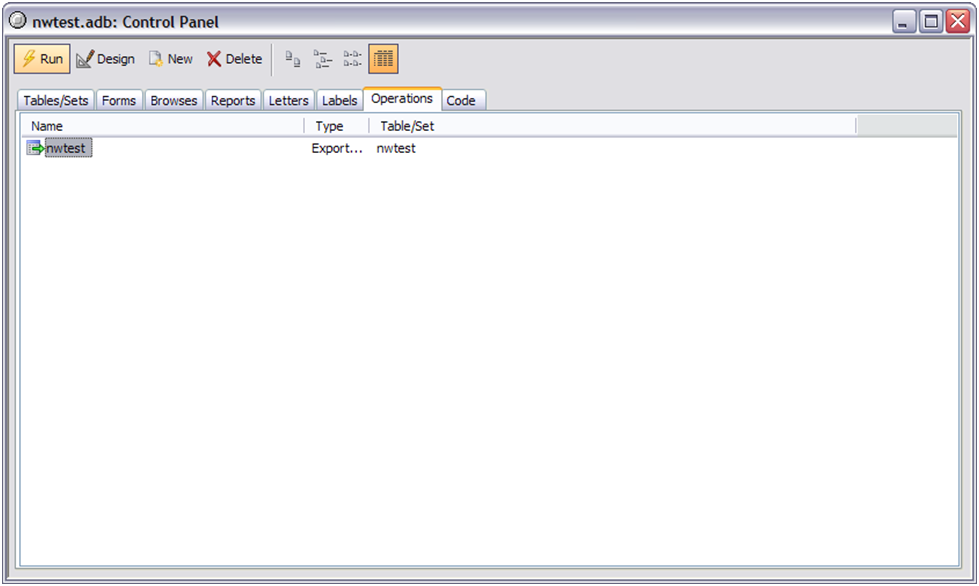 nwtest.adb: Control Panel
Run Design New Delete
Tables/Sets Forms Browses Reports Letters Labels Operations Code
Name Type Table/Set
nwtest Export... nwtest